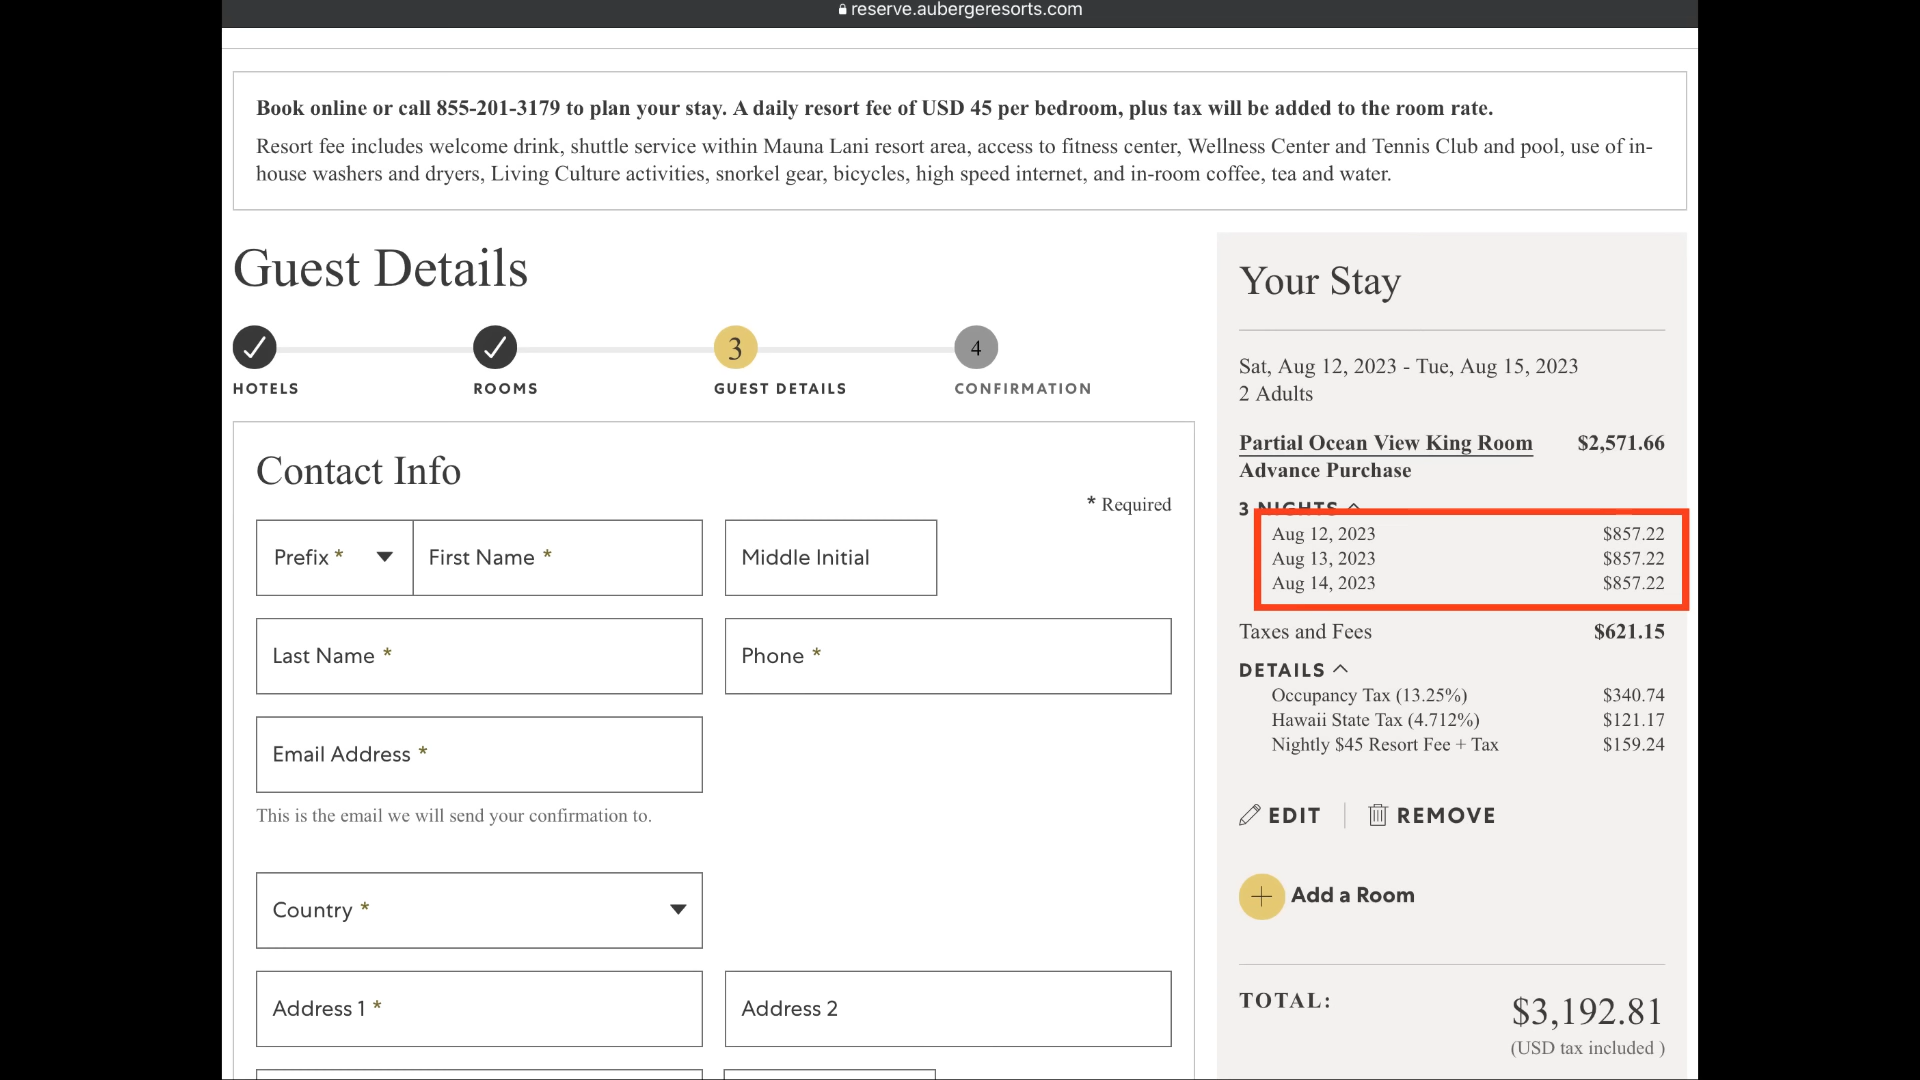 reserve.aubergeresorts.com
Book online or call 855-201-3179 to plan your stay. A daily resort fee of USD 45 per bedroom, plus tax will be added to the room rate.
Resort fee includes welcome drink, shuttle service within Mauna Lani resort area, access to fitness center, Wellness Center and Tennis Club and pool, use of in-
house washers and dryers, Living Culture activities, snorkel gear, bicycles, high speed internet, and in-room coffee, tea and water.
Guest Details
3
4
HOTELS
ROOMS
GUEST DETAILS
CONFIRMATION
Contact Info
* Required
Prefix *
First Name *
Middle Initial
Last Name *
Phone *
Email Address *
This is the email we will send your confirmation to.
Country *
Address 1 *
Address 2
Your Stay
Sat, Aug 12, 2023 - Tue, Aug 15, 2023
2 Adults
Partial Ocean View King Room $2,571.66
Advance Purchase
3 NIGHTS
Aug 12, 2023 $857.22
Aug 13, 2023 $857.22
Aug 14, 2023 $857.22
Taxes and Fees $621.15
DETAILS
Occupancy Tax (13.25%) $340.74
Hawaii State Tax (4.712%) $121.17
Nightly $45 Resort Fee + Tax $159.24
EDIT
REMOVE
Add a Room
TOTAL: $3,192.81
(USD tax included )